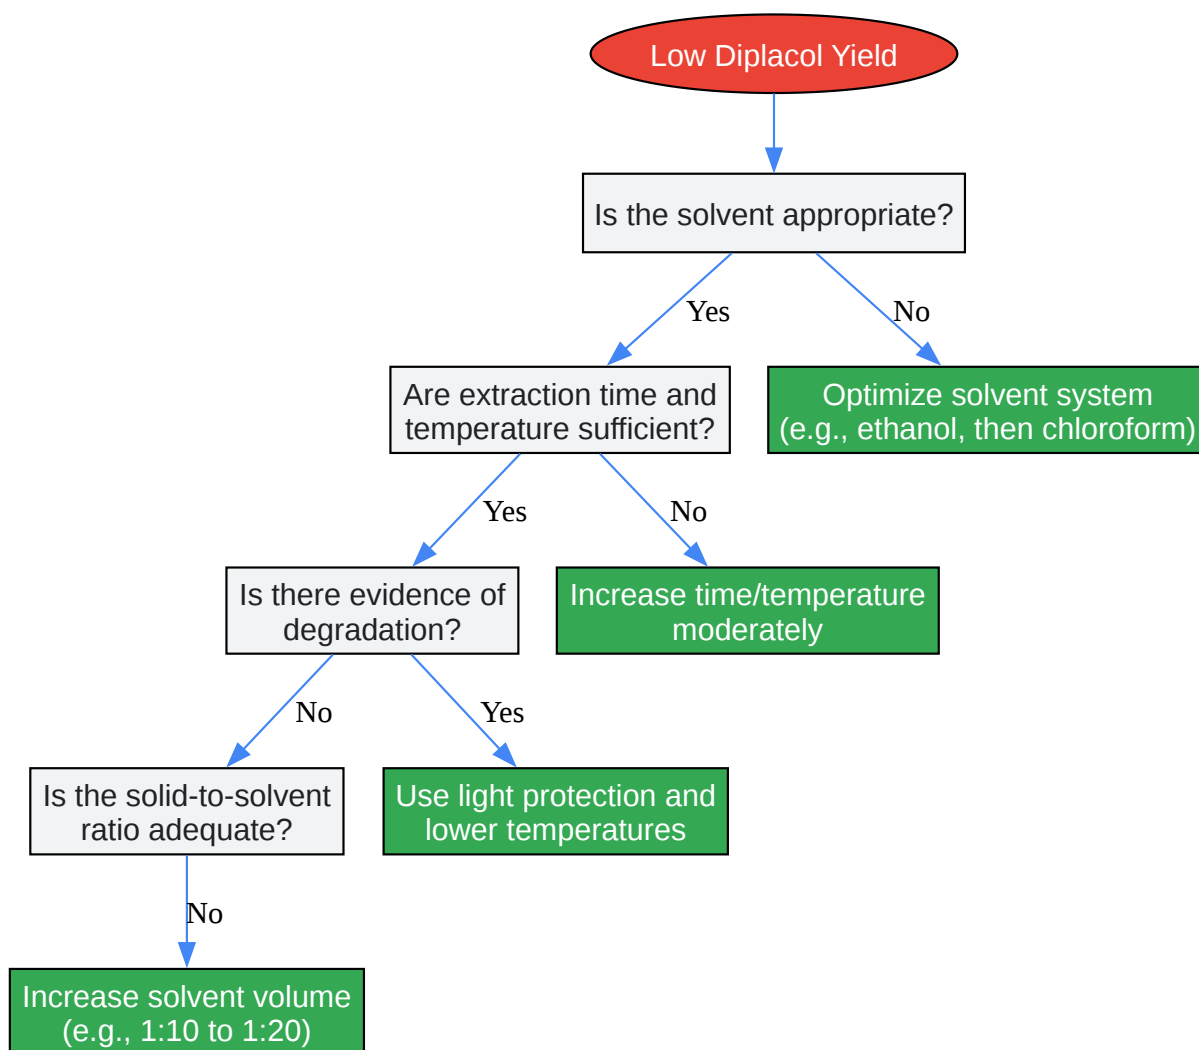 Low Diplacol Yield
Is the solvent appropriate?
Yes
No
Are extraction time and
temperature sufficient?
Optimize solvent system
(e.g., ethanol, then chloroform)
Yes
No
Is there evidence of
degradation?
Increase time/temperature
moderately
No
Yes
Is the solid-to-solvent
ratio adequate?
Use light protection and
lower temperatures
No
Increase solvent volume
(e.g., 1:10 to 1:20)